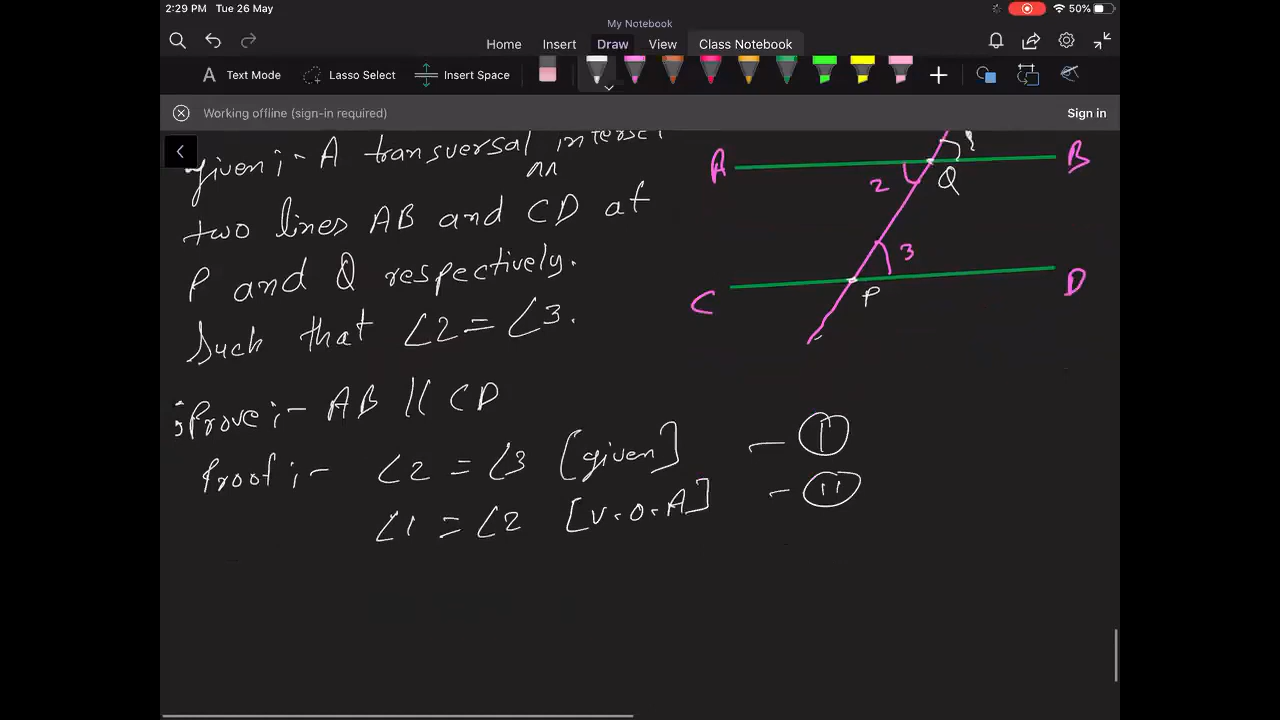 2:29 PM Tue 26 May
50%
My Notebook
Home Insert Draw View Class Notebook
Text Mode Lasso Select Insert Space
Working offline (sign-in required) Sign in
given :- A transversal
two lines AB and CD at
P and Q respectively.
Such that ∠2 = ∠3.
Prove :- AB || CD
Proof :- ∠2 = ∠3 [given] - I
∠1 = ∠2 [V.O.A] - II
A B
1
2 Q
3
C P D